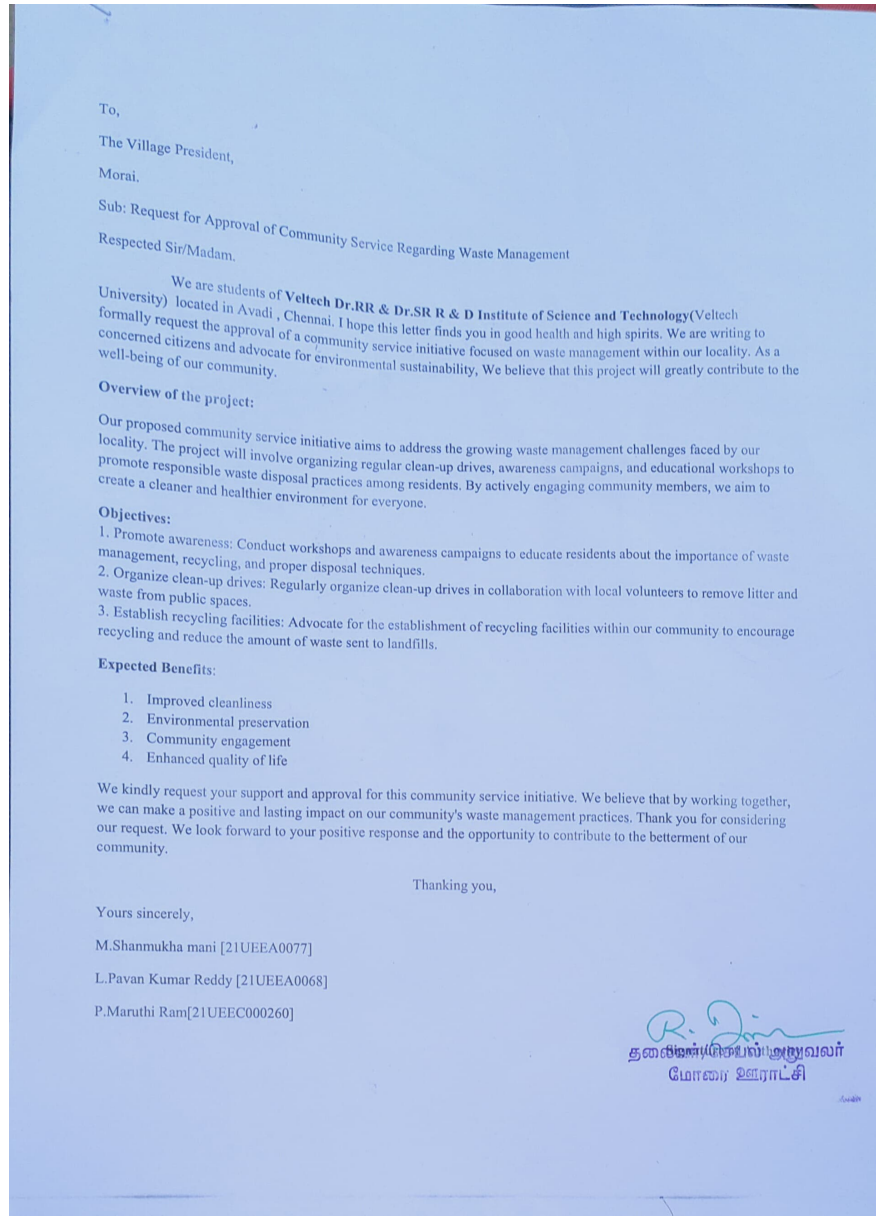 To,
The Village President,
Morai.
Sub: Request for Approval of Community Service Regarding Waste Management
Respected Sir/Madam.
We are students of Veltech Dr.RR & Dr.SR R & D Institute of Science and Technology(Veltech
University) located in Avadi , Chennai. I hope this letter finds you in good health and high spirits. We are writing to
formally request the approval of a community service initiative focused on waste management within our locality. As a
concerned citizens and advocate for environmental sustainability, We believe that this project will greatly contribute to the
well-being of our community.
Overview of the project:
Our proposed community service initiative aims to address the growing waste management challenges faced by our
locality. The project will involve organizing regular clean-up drives, awareness campaigns, and educational workshops to
promote responsible waste disposal practices among residents. By actively engaging community members, we aim to
create a cleaner and healthier environment for everyone.
Objectives:
1. Promote awareness: Conduct workshops and awareness campaigns to educate residents about the importance of waste
management, recycling, and proper disposal techniques.
2. Organize clean-up drives: Regularly organize clean-up drives in collaboration with local volunteers to remove litter and
waste from public spaces.
3. Establish recycling facilities: Advocate for the establishment of recycling facilities within our community to encourage
recycling and reduce the amount of waste sent to landfills.
Expected Benefits:
1. Improved cleanliness
2. Environmental preservation
3. Community engagement
4. Enhanced quality of life
We kindly request your support and approval for this community service initiative. We believe that by working together,
we can make a positive and lasting impact on our community's waste management practices. Thank you for considering
our request. We look forward to your positive response and the opportunity to contribute to the betterment of our
community.
Thanking you,
Yours sincerely,
M.Shanmukha mani [21UEEA0077]
L.Pavan Kumar Reddy [21UEEA0068]
P.Maruthi Ram[21UEEC000260]
R.
அலுவலர்
மோரை ஊராட்சி